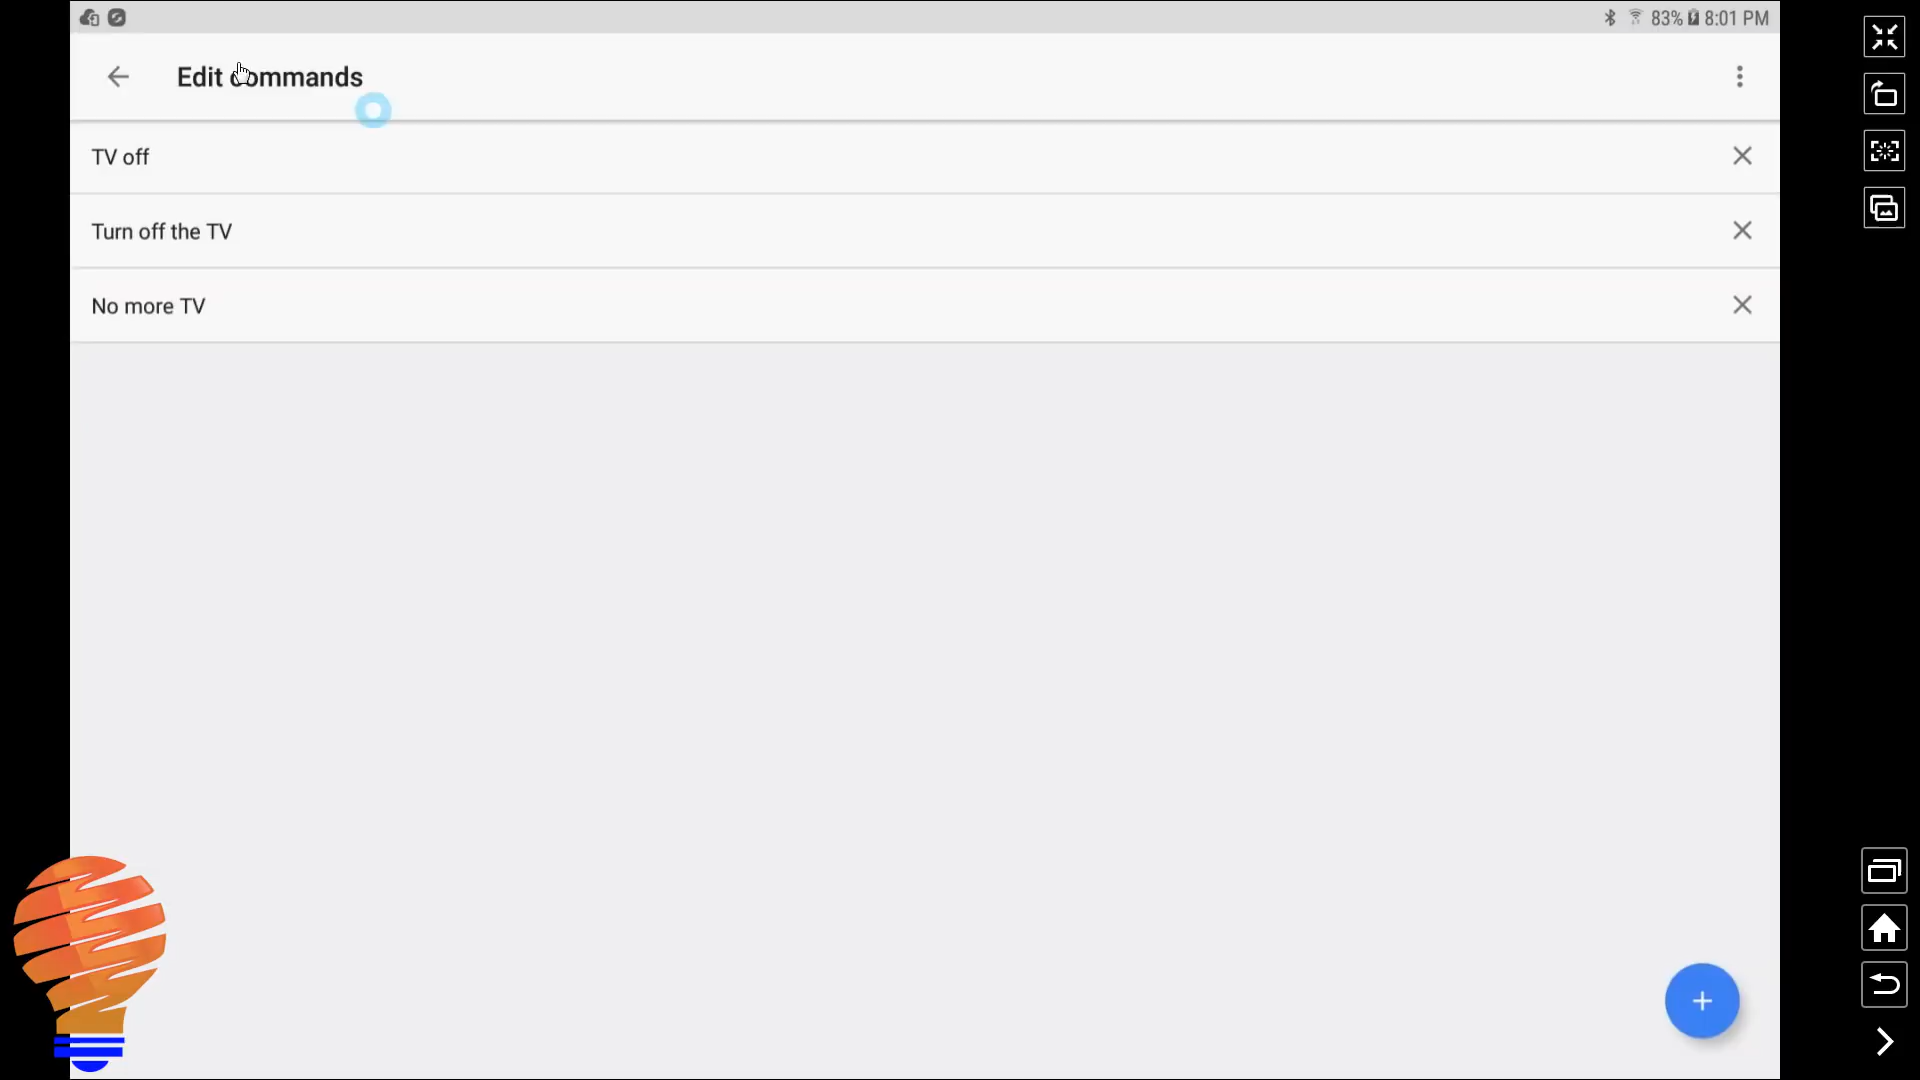 83% 8:01 PM
Edit commands
TV off
Turn off the TV
No more TV